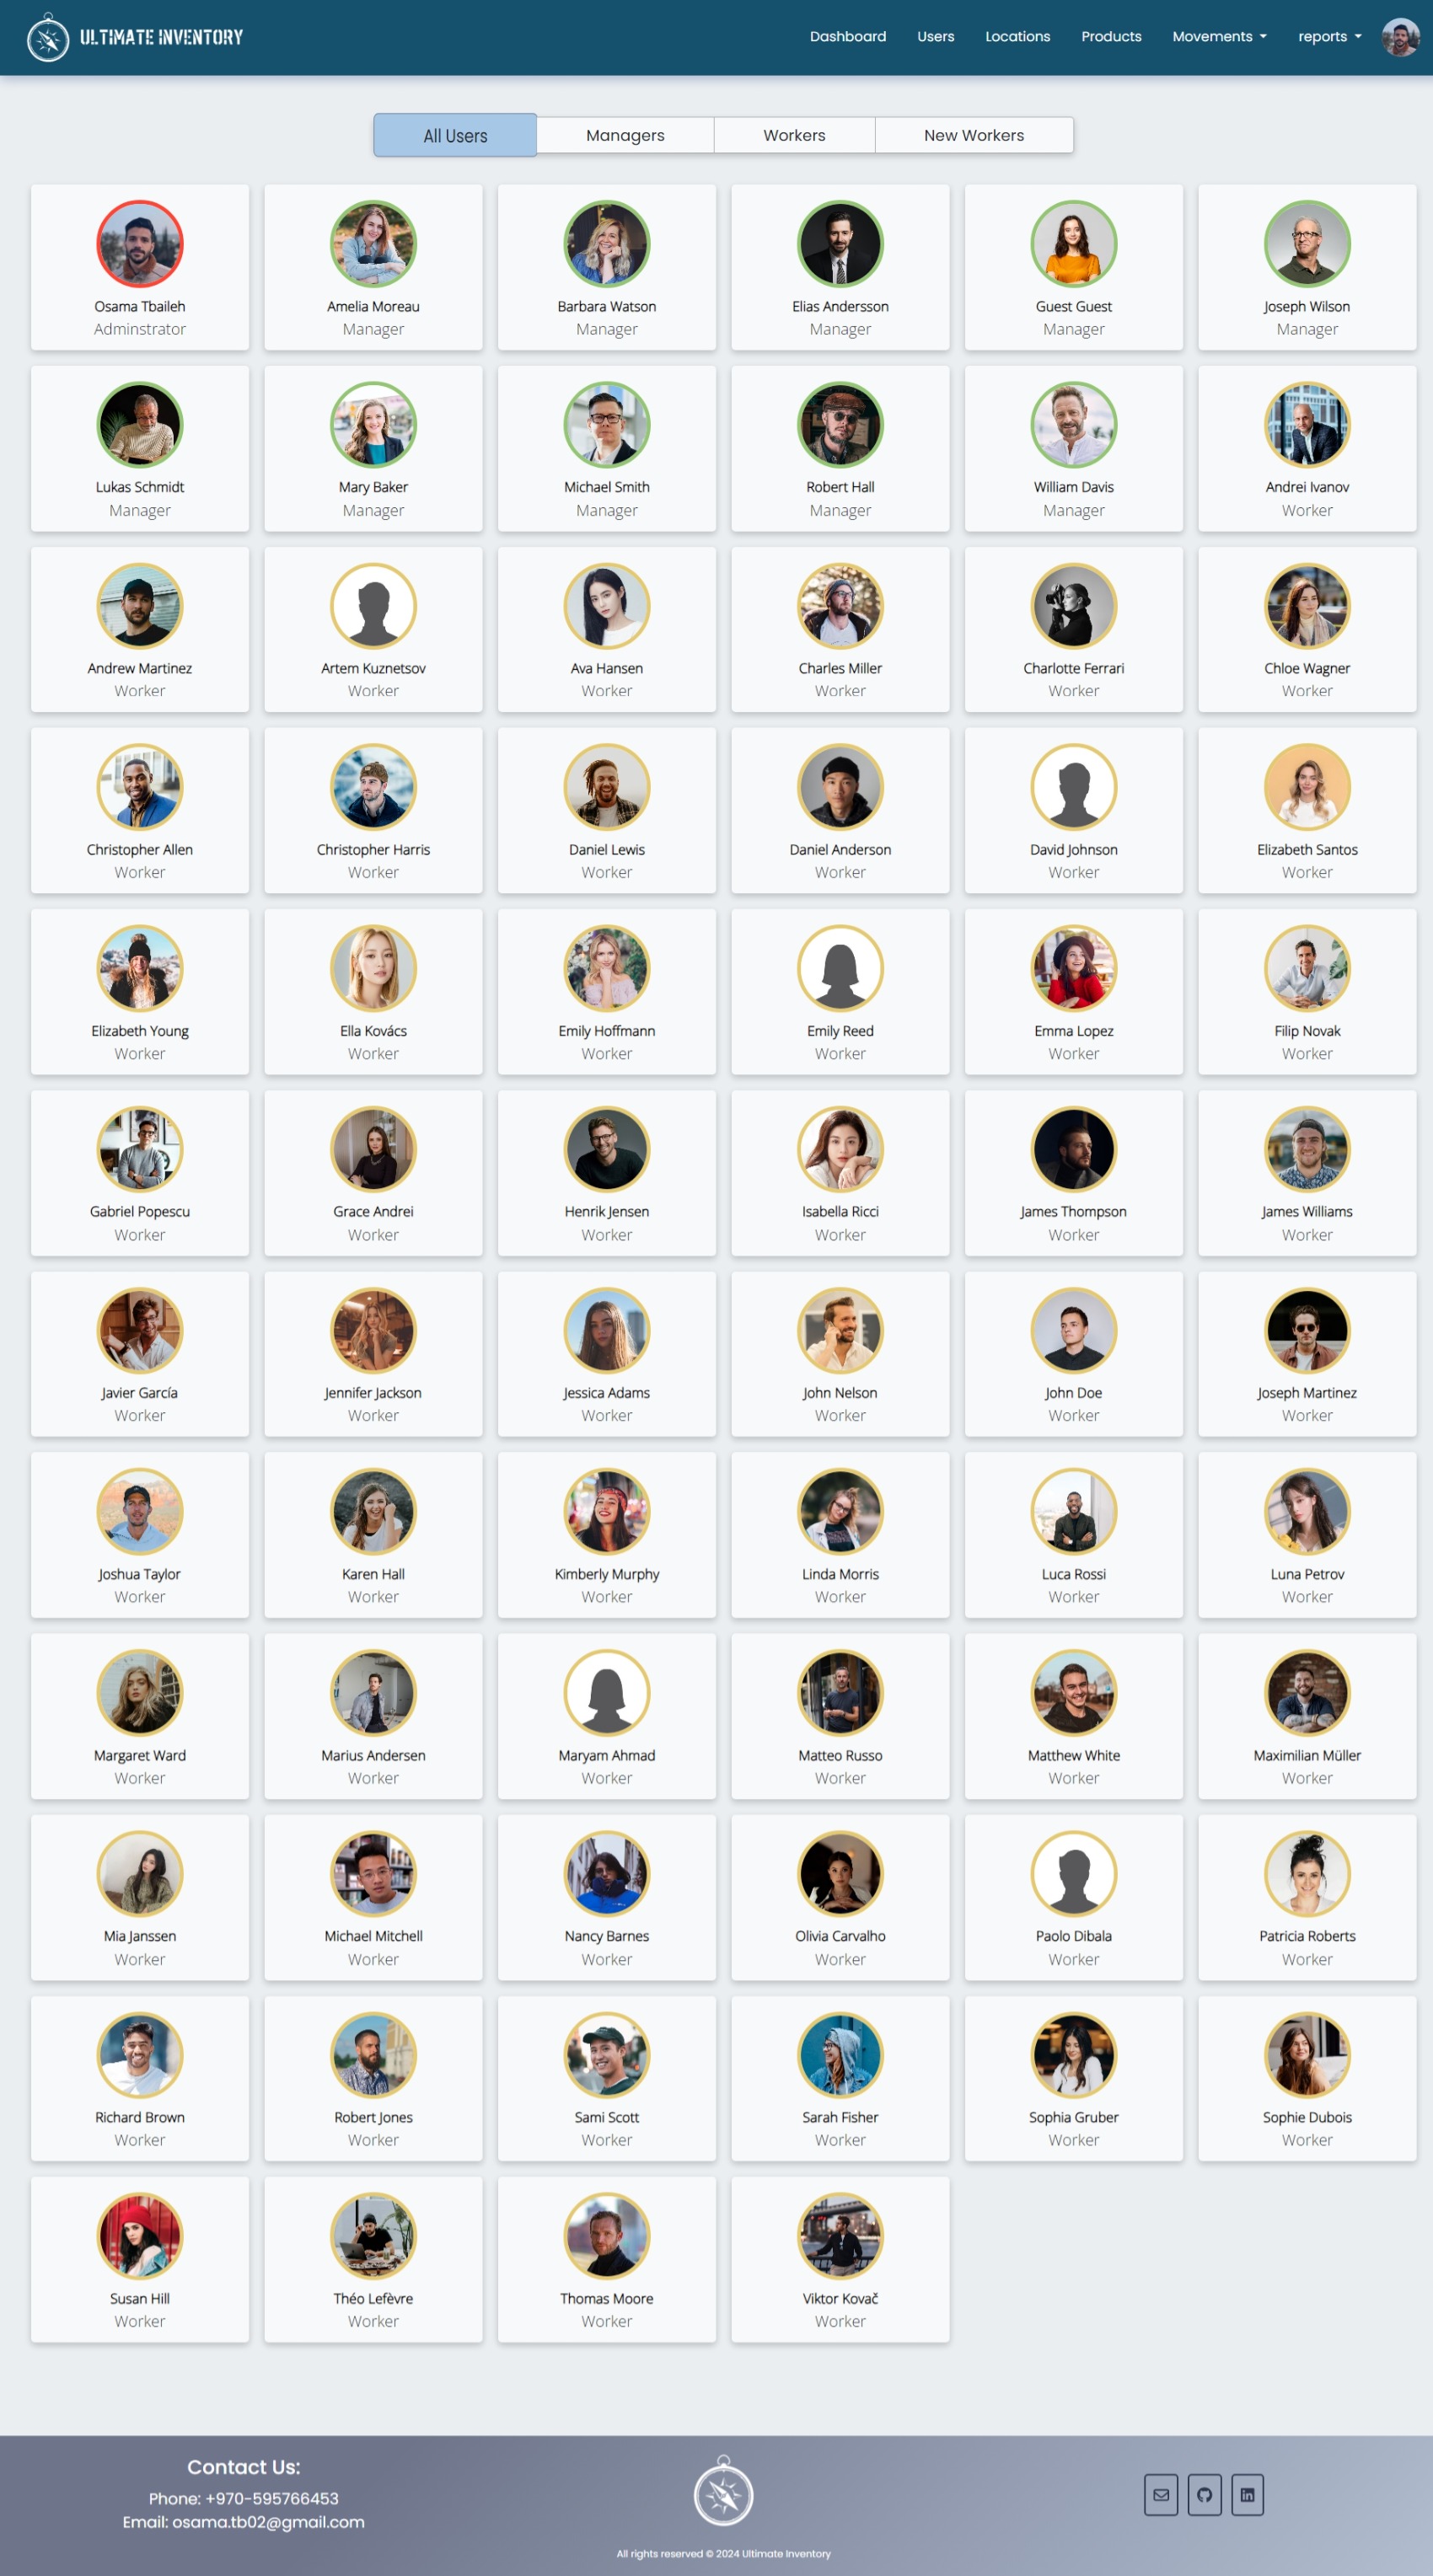 ULTIMATE INVENTORY
Dashboard Users Locations Products Movements reports
All Users Managers Workers New Workers
Osama Tbaileh Amelia Moreau Barbara Watson Elias Andersson Guest Guest Joseph Wilson
Adminstrator Manager Manager Manager Manager Manager
Lukas Schmidt Mary Baker Michael Smith Robert Hall William Davis Andrei Ivanov
Manager Manager Manager Manager Manager Worker
Andrew Martinez Artem Kuznetsov Ava Hansen Charles Miller Charlotte Ferrari Chloe Wagner
Worker Worker Worker Worker Worker Worker
Christopher Allen Christopher Harris Daniel Lewis Daniel Anderson David Johnson Elizabeth Santos
Worker Worker Worker Worker Worker Worker
Elizabeth Young Ella Kovács Emily Hoffmann Emily Reed Emma Lopez Filip Novak
Worker Worker Worker Worker Worker Worker
Gabriel Popescu Grace Andrei Henrik Jensen Isabella Ricci James Thompson James Williams
Worker Worker Worker Worker Worker Worker
Javier García Jennifer Jackson Jessica Adams John Nelson John Doe Joseph Martinez
Worker Worker Worker Worker Worker Worker
Joshua Taylor Karen Hall Kimberly Murphy Linda Morris Luca Rossi Luna Petrov
Worker Worker Worker Worker Worker Worker
Margaret Ward Marius Andersen Maryam Ahmad Matteo Russo Matthew White Maximilian Müller
Worker Worker Worker Worker Worker Worker
Mia Janssen Michael Mitchell Nancy Barnes Olivia Carvalho Paolo Dibala Patricia Roberts
Worker Worker Worker Worker Worker Worker
Richard Brown Robert Jones Sami Scott Sarah Fisher Sophia Gruber Sophie Dubois
Worker Worker Worker Worker Worker Worker
Susan Hill Théo Lefèvre Thomas Moore Viktor Kovač
Worker Worker Worker Worker
Contact Us:
Phone: +970-595766453
Email: osama.tb02@gmail.com
All rights reserved © 2024 Ultimate Inventory